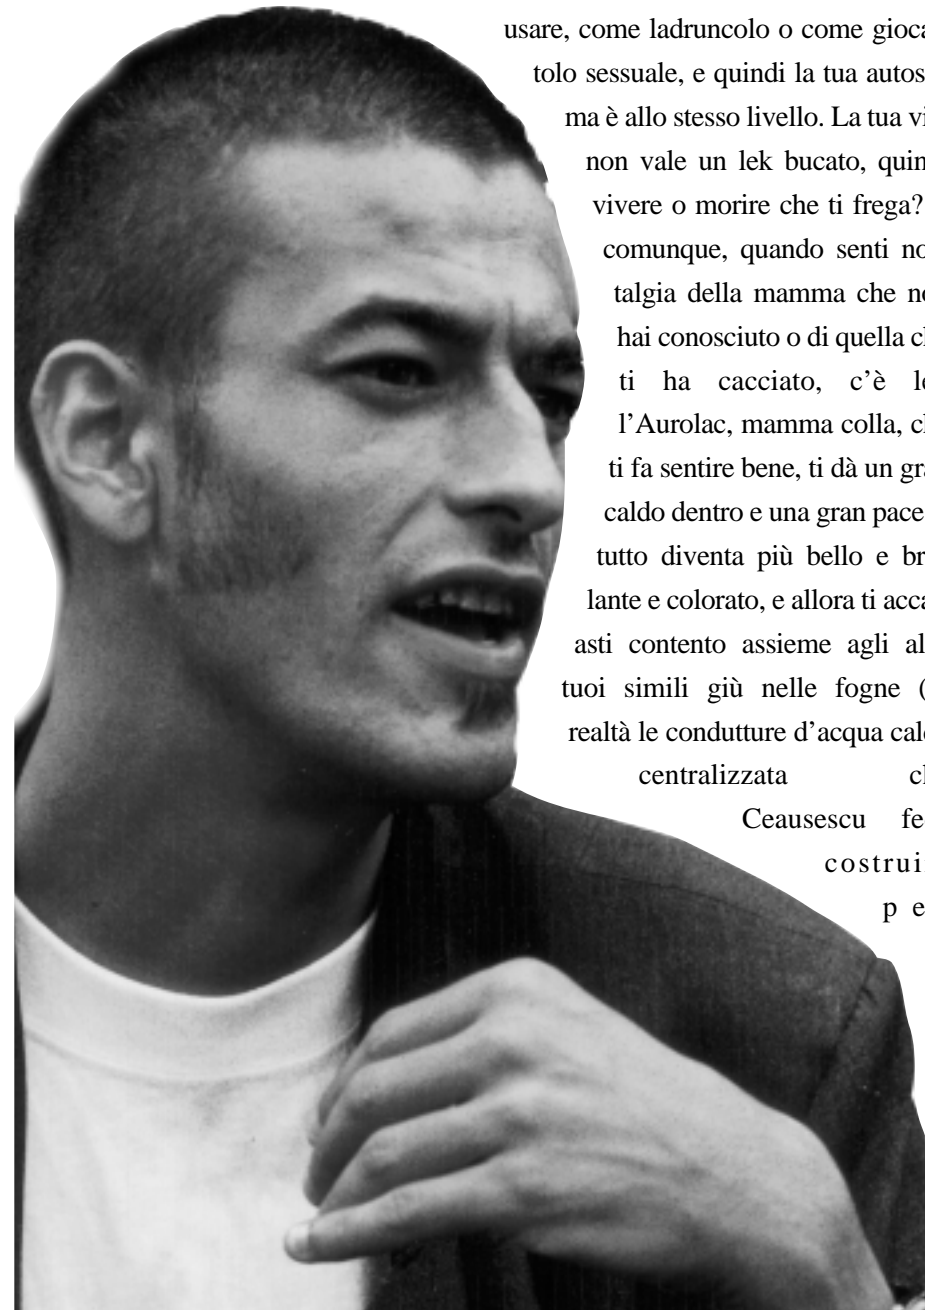 usare, come ladruncolo o come gioca
tolo sessuale, e quindi la tua autos
ma è allo stesso livello. La tua vi
non vale un lek bucato, quin
vivere o morire che ti frega?
comunque, quando senti no
talgia della mamma che no
hai conosciuto o di quella ch
ti ha cacciato, c’è le
l’Aurolac, mamma colla, ch
ti fa sentire bene, ti dà un gra
caldo dentro e una gran pace
tutto diventa più bello e br
lante e colorato, e allora ti acca
asti contento assieme agli al
tuoi simili giù nelle fogne (
realtà le condutture d’acqua cald
centralizzata ch
Ceausescu fe
costrui
p e